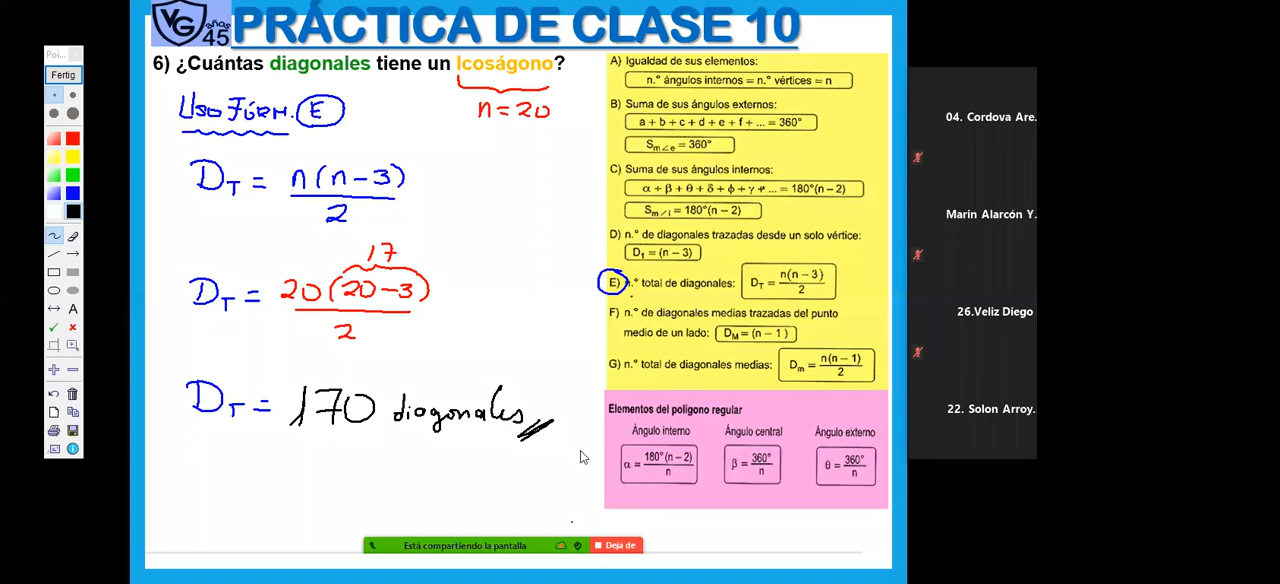 VG
años
45
PRÁCTICA DE CLASE 10
Poi...
Fertig
A
6) ¿Cuántas diagonales tiene un Icoságono?
n = 20
USO FÓRM. E
D_T = n(n-3)/2
17
D_T = 20(20-3)/2
D_T = 170 diagonales
A) Igualdad de sus elementos:
n.° ángulos internos = n.° vértices = n
B) Suma de sus ángulos externos:
a + b + c + d + e + f + ... = 360°
S_m∠e = 360°
C) Suma de sus ángulos internos:
α + β + θ + δ + ϕ + γ + ... = 180°(n – 2)
S_m∠i = 180°(n – 2)
D) n.° de diagonales trazadas desde un solo vértice:
D_1 = (n – 3)
E) n.° total de diagonales: D_T = n(n – 3)/2
F) n.° de diagonales medias trazadas del punto
medio de un lado: D_M = (n – 1)
G) n.° total de diagonales medias: D_m = n(n – 1)/2
Elementos del polígono regular
Ángulo interno Ángulo central Ángulo externo
α = 180°(n – 2)/n β = 360°/n θ = 360°/n
Está compartiendo la pantalla Deja de
04. Cordova Are...
Marin Alarcón Y...
26.Veliz Diego
22. Solon Arroy...